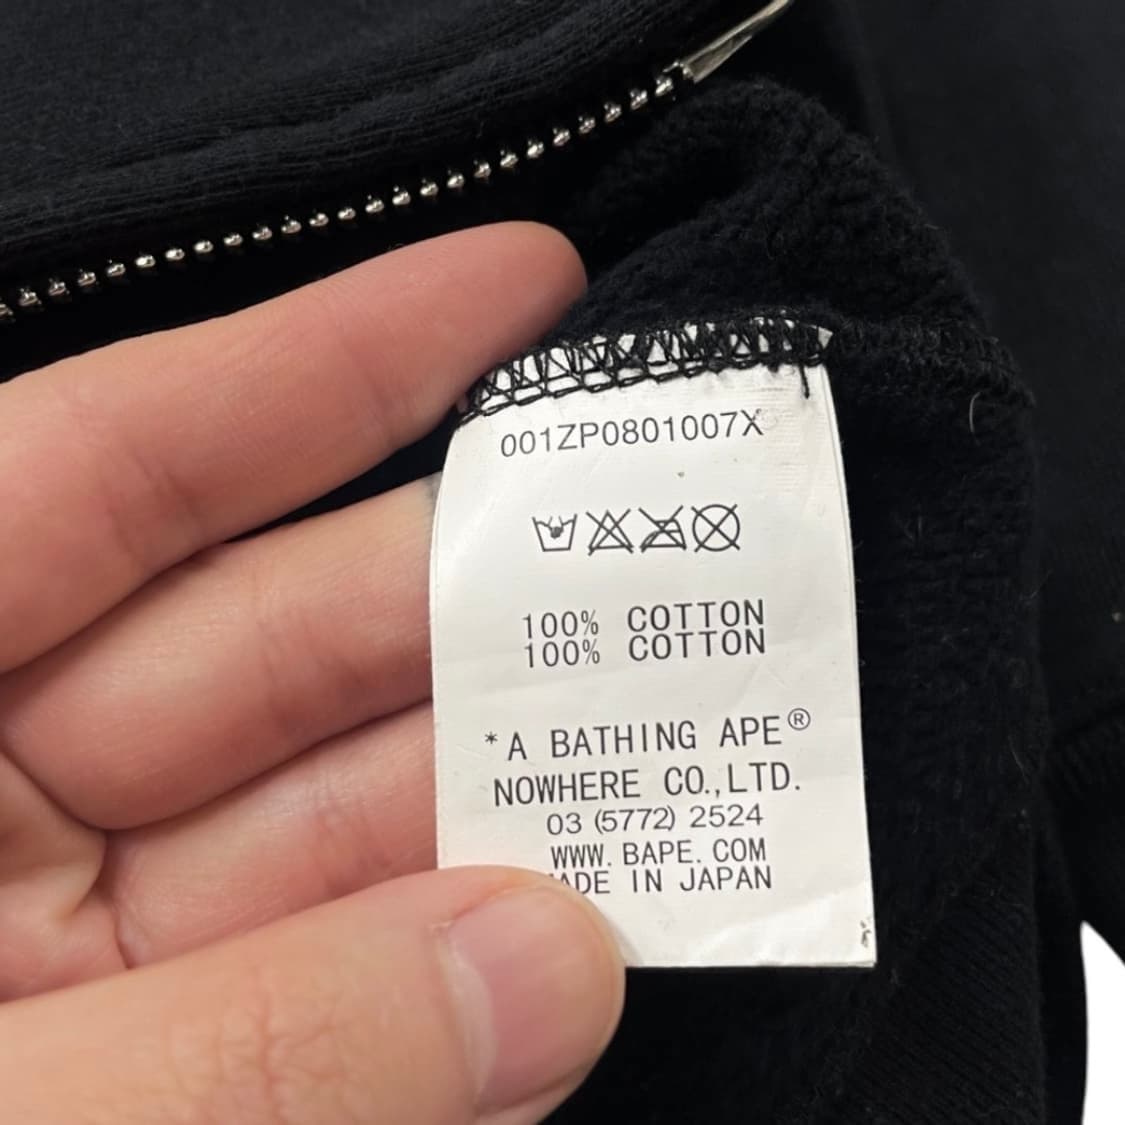 001ZP0801007X
100% COTTON
100% COTTON
*A BATHING APE®
NOWHERE CO.,LTD.
03 (5772) 2524
WWW. BAPE. COM
ADE IN JAPAN